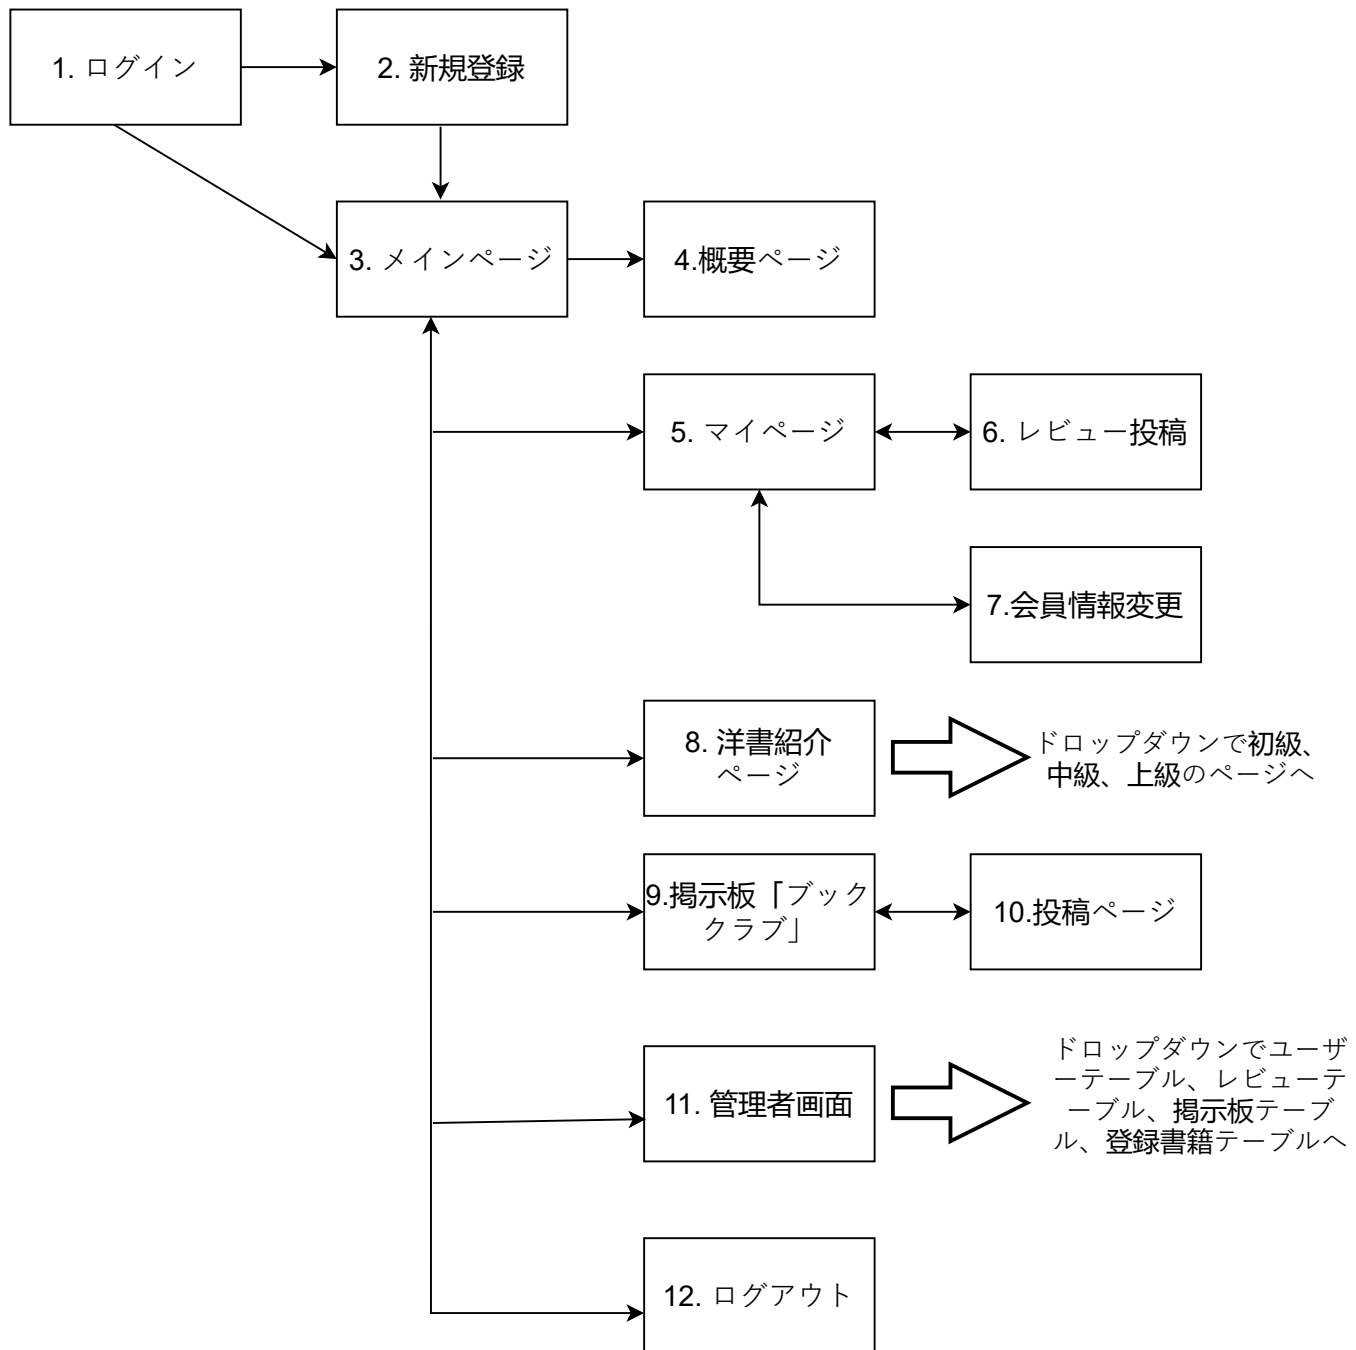 1. ログイン
2. 新規登録
3. メインページ
4.概要ページ
5. マイページ
6. レビュー投稿
7.会員情報変更
8. 洋書紹介
ページ
ドロップダウンで初級、
中級、上級のページへ
9.掲示板「ブック
クラブ」
10.投稿ページ
11. 管理者画面
ドロップダウンでユーザ
ーテーブル、レビューテ
ーブル、掲示板テーブ
ル、登録書籍テーブルへ
12. ログアウト